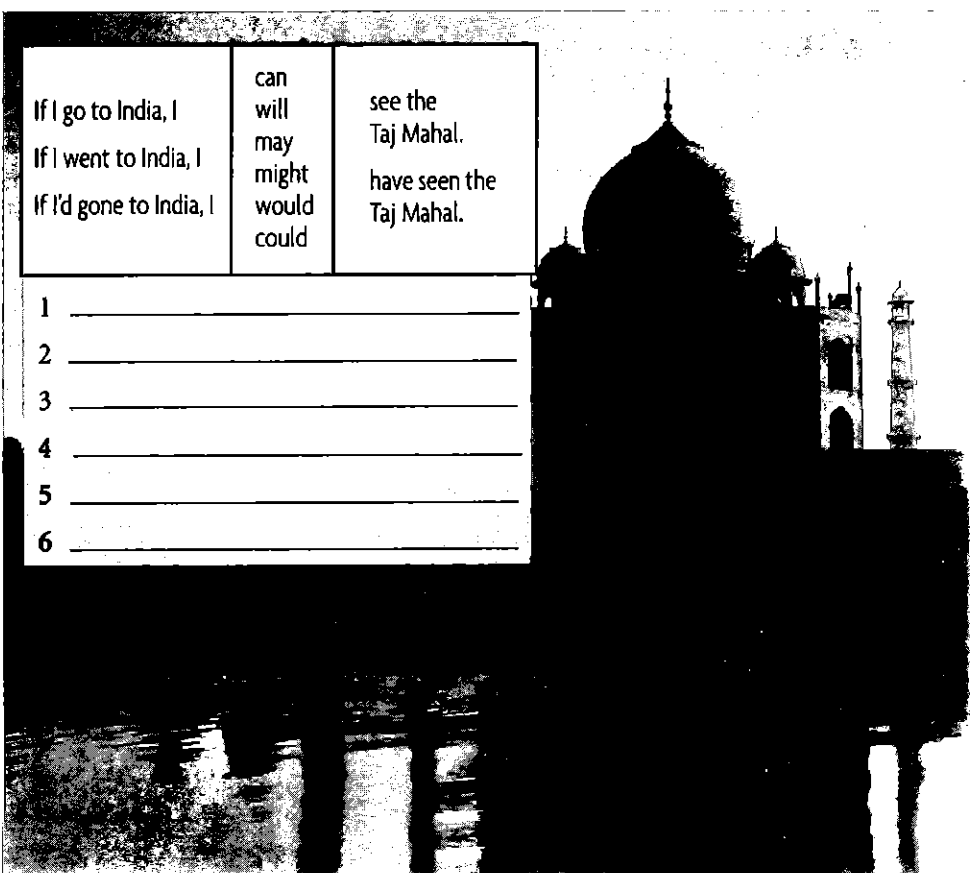 If I go to India, I
If I went to India, I
If I'd gone to India, I
can
will
may
might
would
could
see the
Taj Mahal.
have seen the
Taj Mahal.
1
2
3
4
5
6